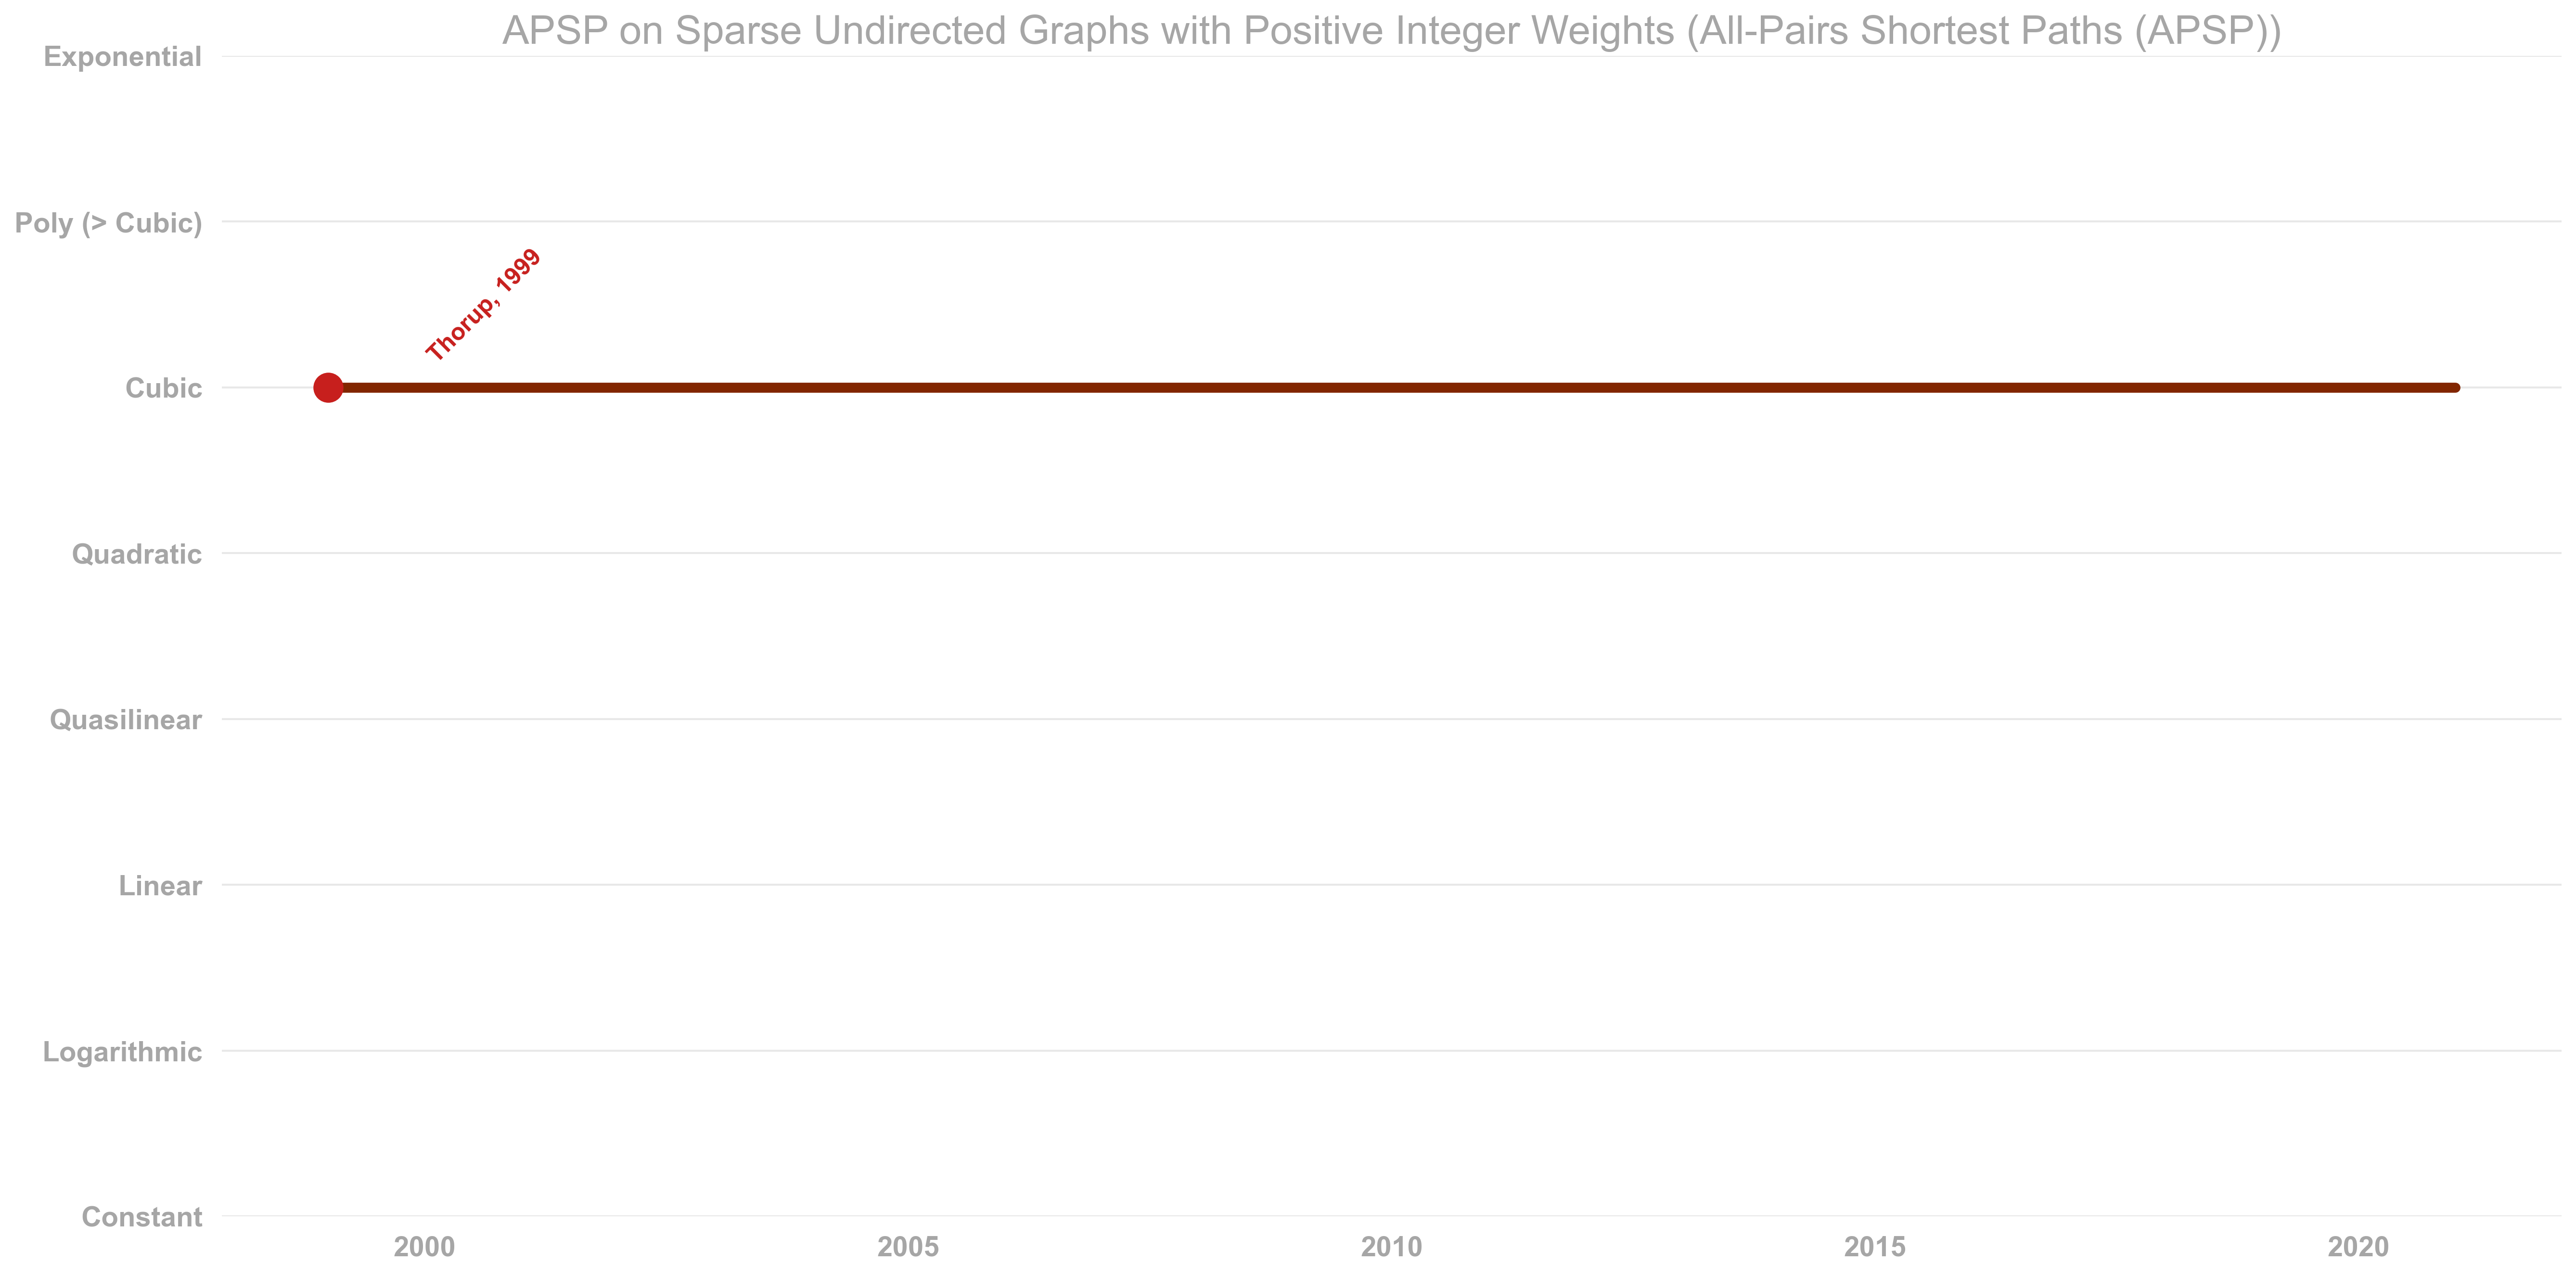 APSP on Sparse Undirected Graphs with Positive Integer Weights (All-Pairs Shortest Paths (APSP))
Exponential
Poly (> Cubic)
Thorup, 1999
Cubic
Quadratic
Quasilinear
Linear
Logarithmic
Constant
2000 2005 2010 2015 2020